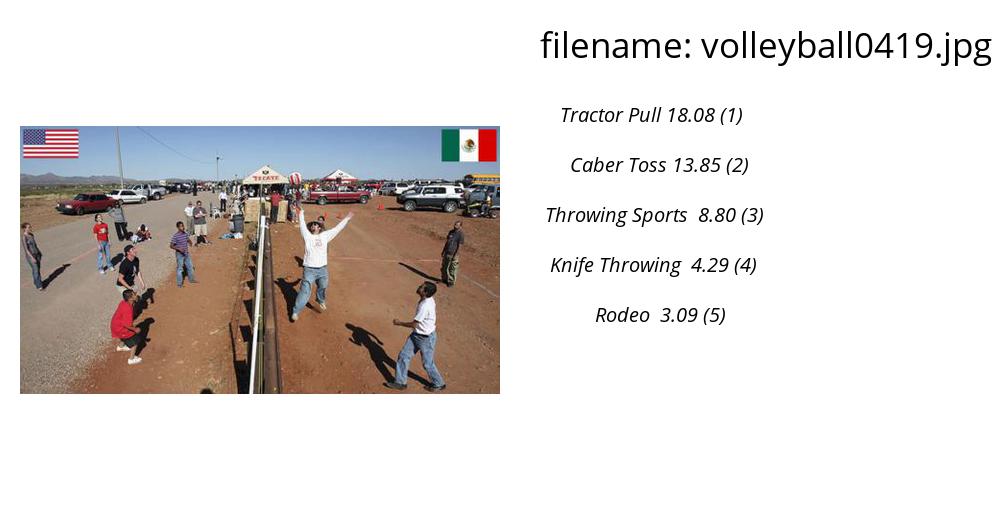 filename: volleyball0419.jpg
Tractor Pull 18.08 (1)
Caber Toss 13.85 (2)
TECATE
Throwing Sports 8.80 (3)
Knife Throwing 4.29 (4)
Rodeo 3.09 (5)